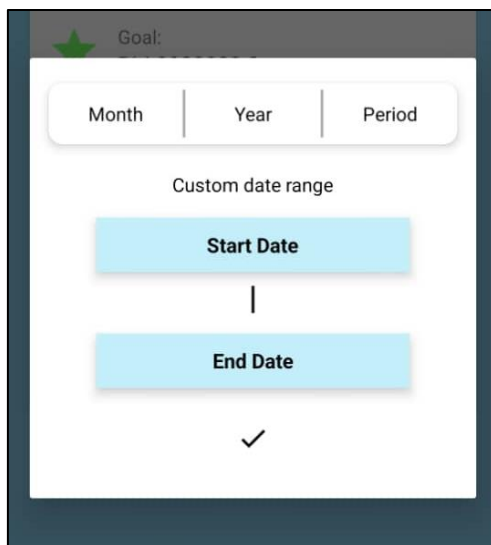 Goal:
Month Year Period
Custom date range
Start Date
End Date